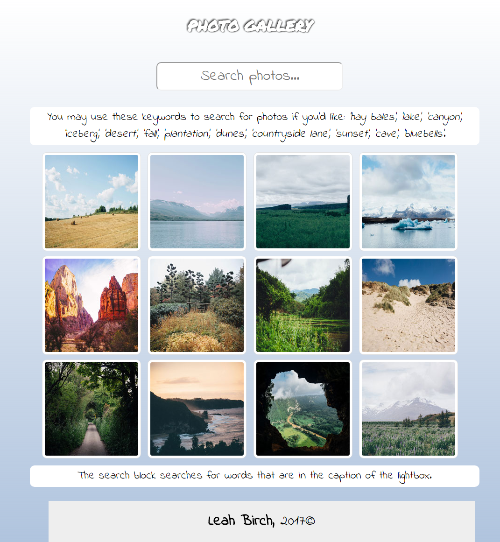 PHOTO GALLERY
Search photos...
You may use these keywords to search for photos if you'd like: 'hay bales', 'lake', 'canyon',
'iceberg', 'desert', 'fall', 'plantation', 'dunes', 'countryside lane', 'sunset', 'cave', 'bluebells'.
The search block searches for words that are in the caption of the lightbox.
Leah Birch, 2017©